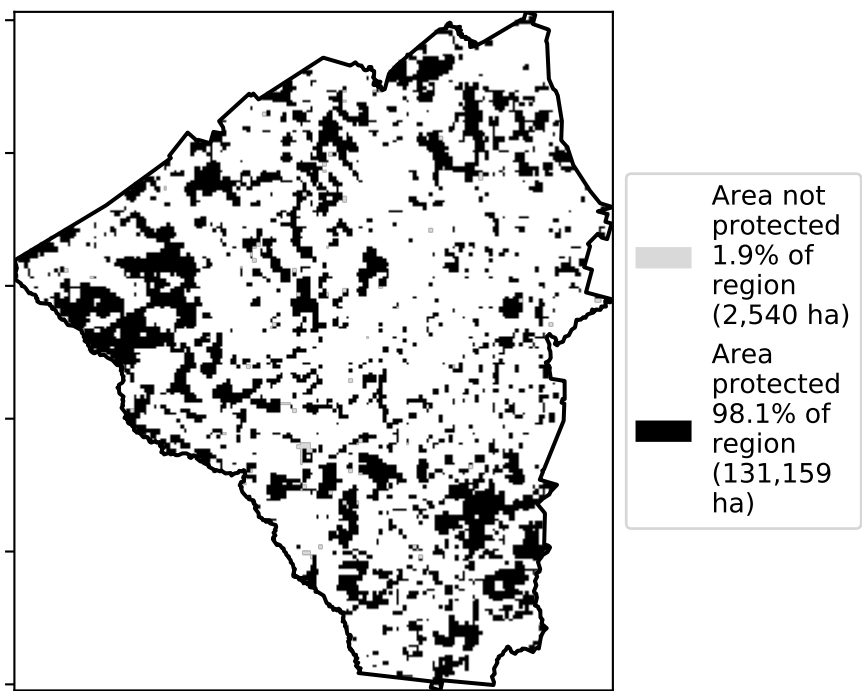 Area not
protected
1.9% of
region
(2,540 ha)
Area
protected
98.1% of
region
(131,159
ha)